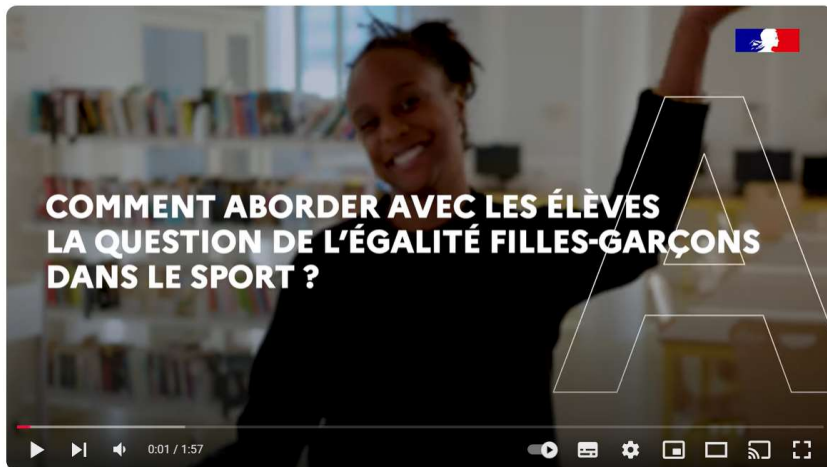 COMMENT ABORDER AVEC LES ÉLÈVES
LA QUESTION DE L'ÉGALITÉ FILLES-GARÇONS
DANS LE SPORT ?
A
0:01 / 1:57